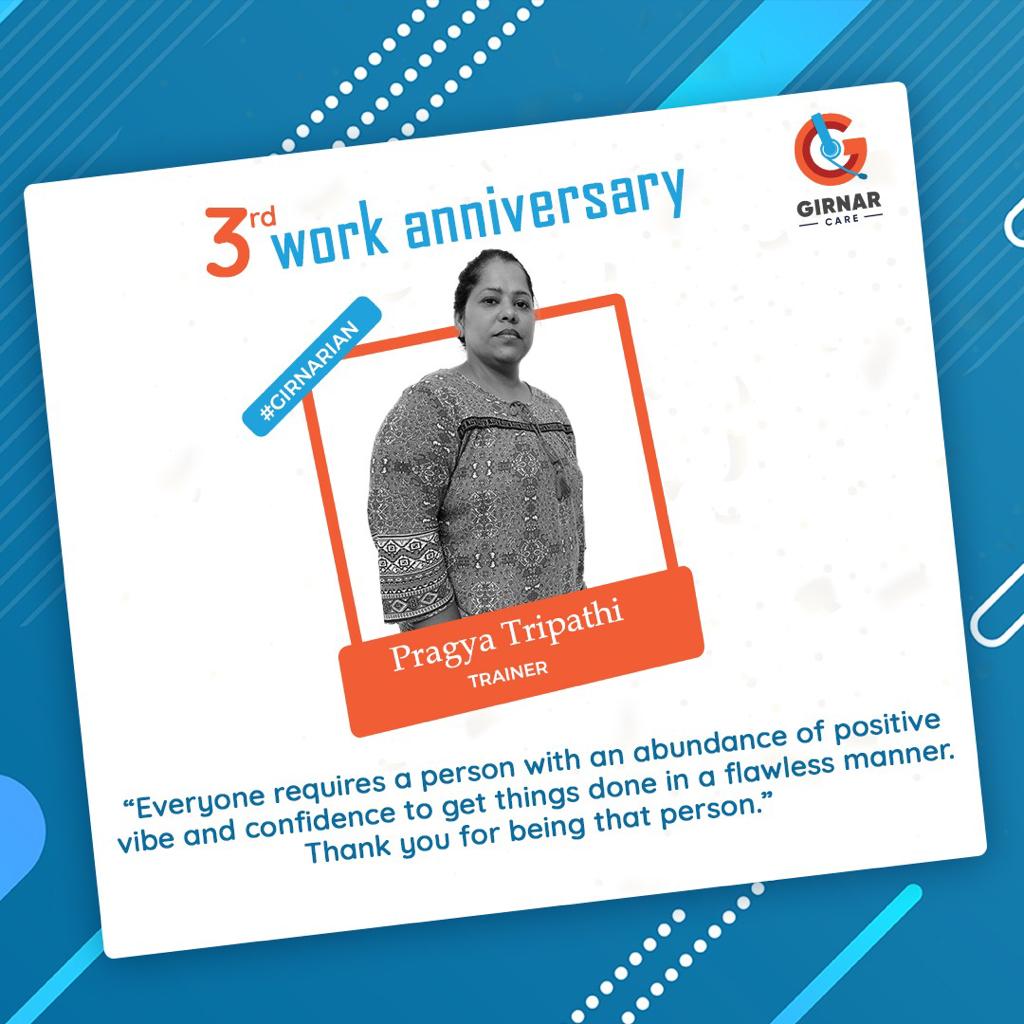 3rd work anniversary
GIRNAR
CARE
#GIRNARIAN
Pragya Tripathi
TRAINER
“Everyone requires a person with an abundance of positive
vibe and confidence to get things done in a flawless manner.
Thank you for being that person.”